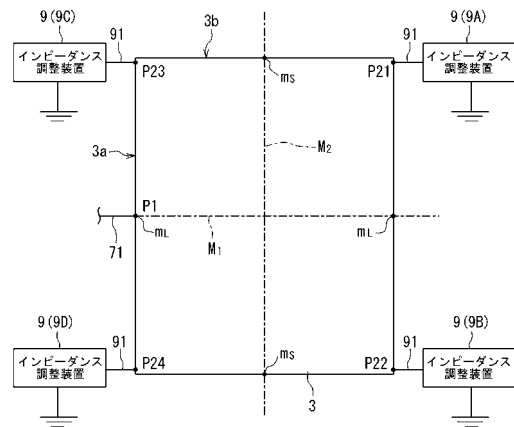 9(9C)
91
インピーダンス
調整装置
P23
3b
mS
P21
91
9(9A)
インピーダンス
調整装置
3a
M2
P1
71
mL
M1
mL
9(9D)
91
インピーダンス
調整装置
P24
mS
3
P22
91
9(9B)
インピーダンス
調整装置